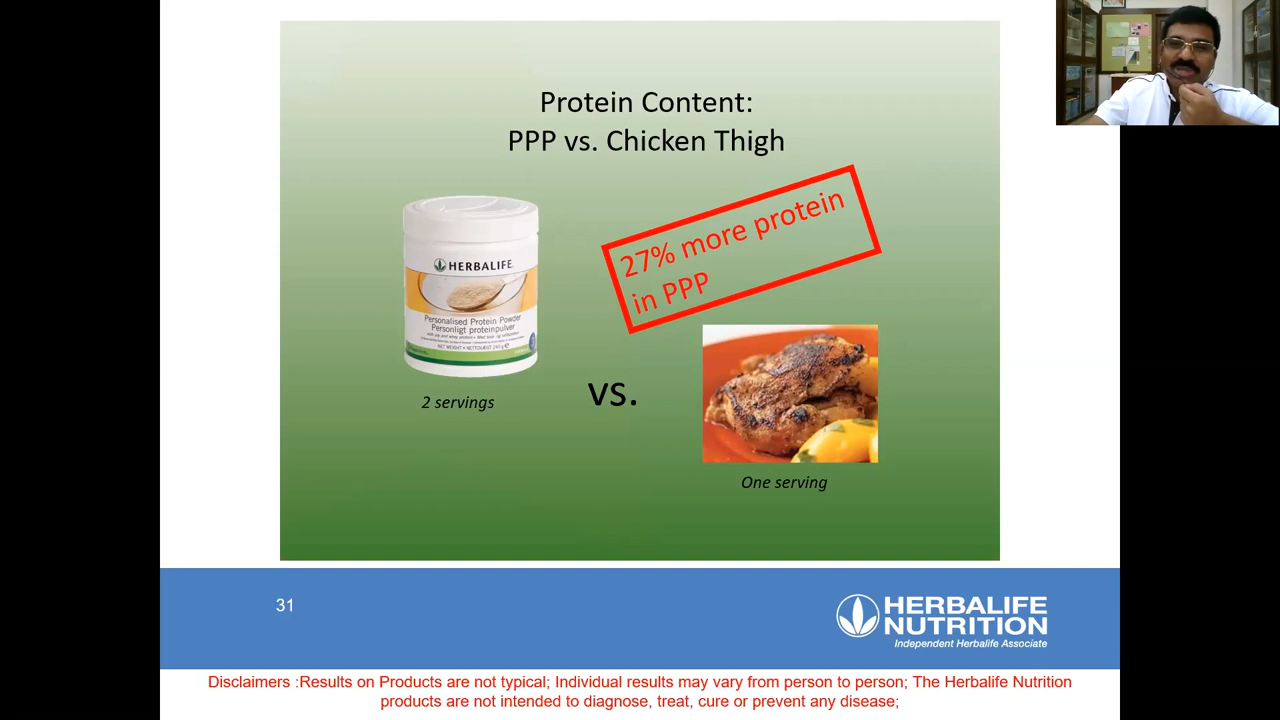 Protein Content:
PPP vs. Chicken Thigh
27% more protein
in PPP
HERBALIFE.
Personalised Protein Powder
Personligt proteinpulver
2 servings
vs.
One serving
31
HERBALIFE
NUTRITION
Independent Herbalife Associate
Disclaimers :Results on Products are not typical; Individual results may vary from person to person; The Herbalife Nutrition
products are not intended to diagnose, treat, cure or prevent any disease;